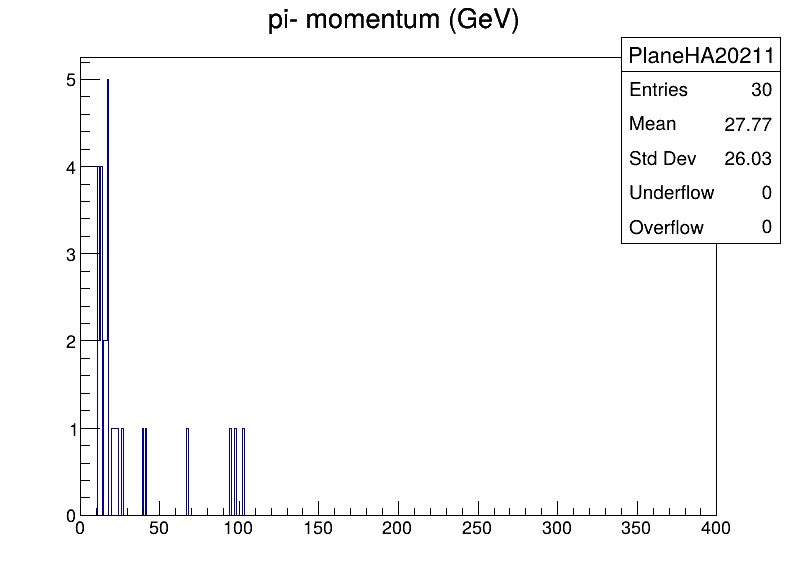 pi- momentum (GeV)
PlaneHA20211
Entries 30
Mean 27.77
Std Dev 26.03
Underflow 0
Overflow 0
5
4
3
2
1
0
0 50 100 150 200 250 300 350 400